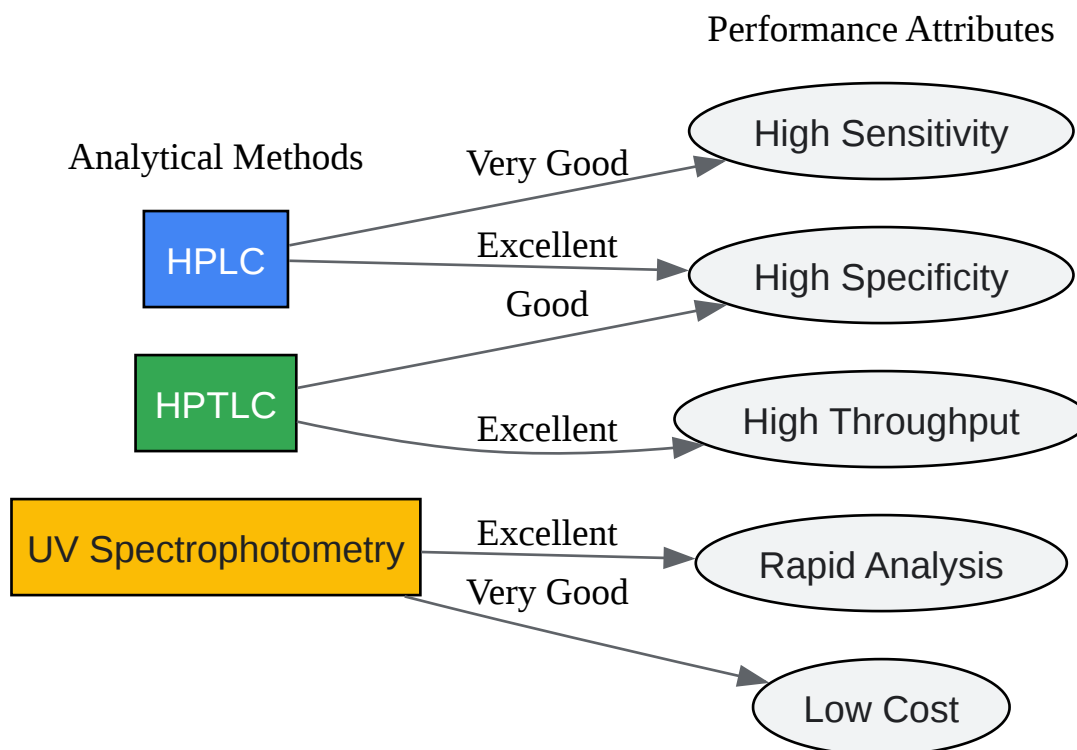 Performance Attributes
High Sensitivity
Analytical Methods
Very Good
HPLC
Excellent
High Specificity
Good
HPTLC
Excellent
High Throughput
UV Spectrophotometry
Excellent
Rapid Analysis
Very Good
Low Cost